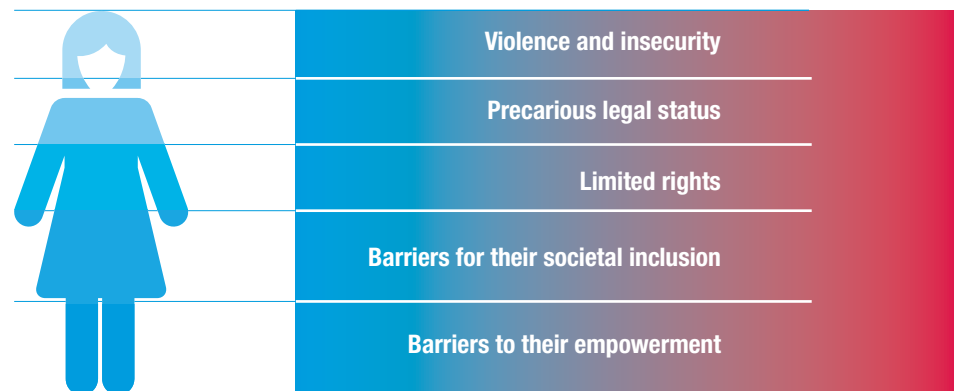 Violence and insecurity
Precarious legal status
Limited rights
Barriers for their societal inclusion
Barriers to their empowerment